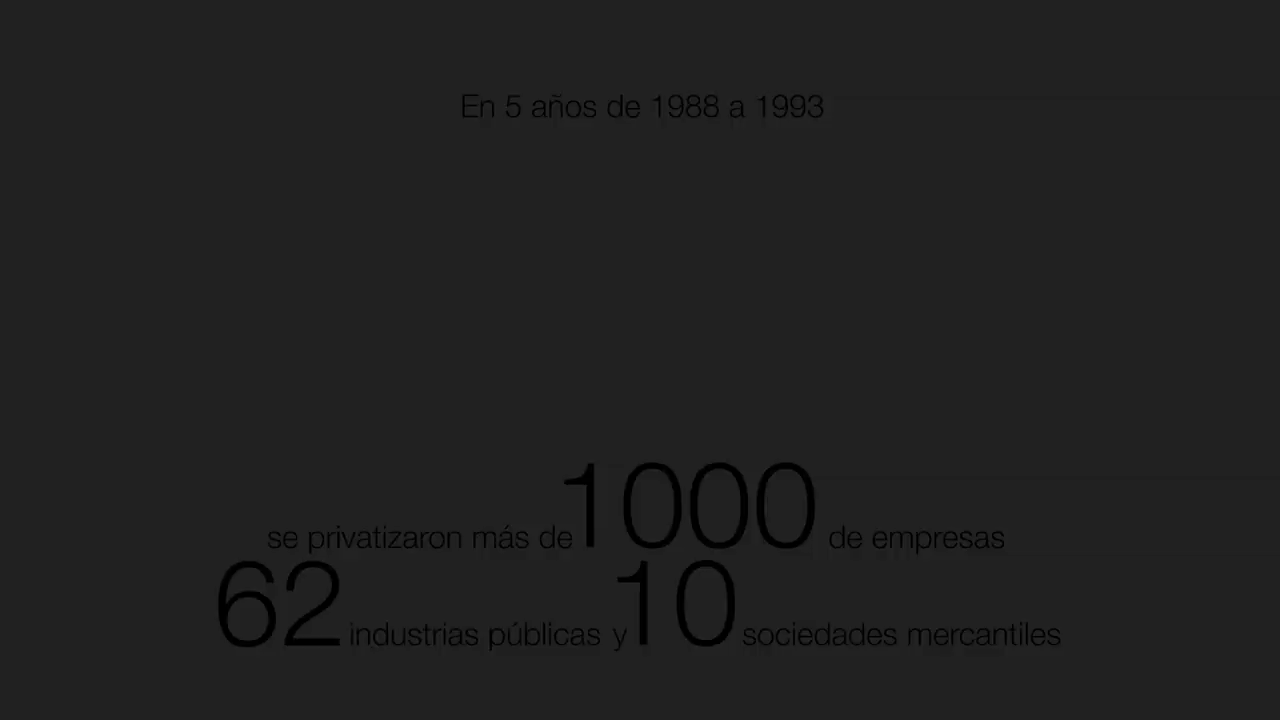 En 5 años de 1988 a 1993
se privatizaron más de 1000 de empresas
62 industrias públicas y 10 sociedades mercantiles